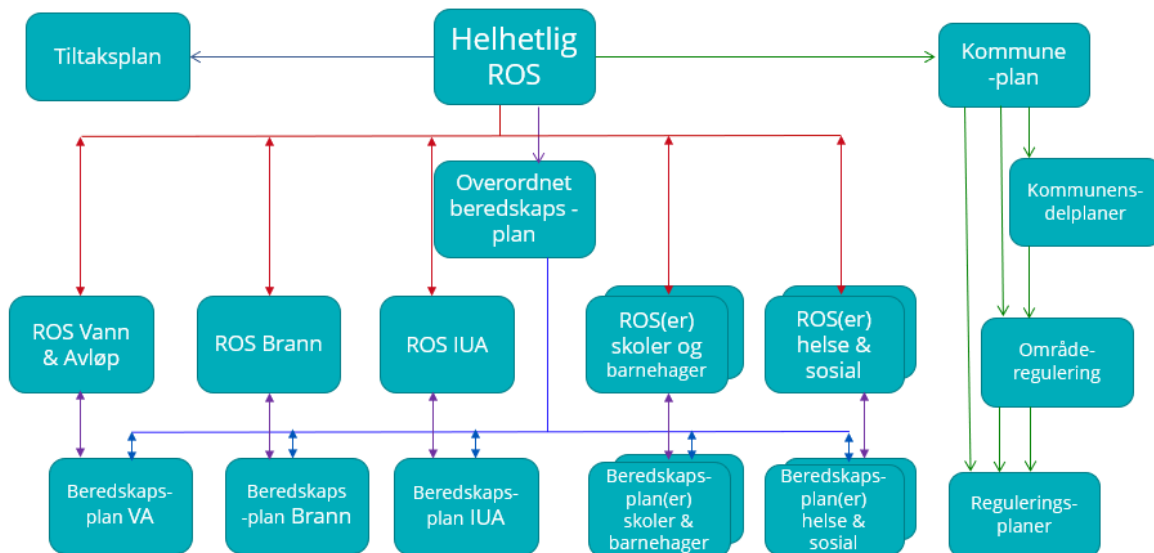 Tiltaksplan
Helhetlig
ROS
Kommune
-plan
Overordnet
beredskaps -
plan
Kommunens-
delplaner
ROS Vann
& Avløp
ROS Brann
ROS IUA
ROS(er)
skoler og
barnehager
ROS(er)
helse &
sosial
Område-
regulering
Beredskaps-
plan VA
Beredskaps
-plan Brann
Beredskaps-
plan IUA
Beredskaps-
plan(er)
skoler &
barnehager
Beredskaps-
plan(er)
helse &
sosial
Regulerings-
planer